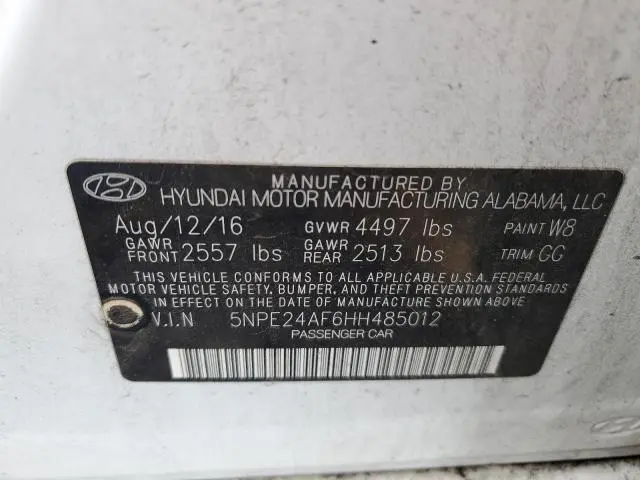 MANUFACTURED BY
HYUNDAI MOTOR MANUFACTURING ALABAMA, LLC
Aug/12/16 GVWR 4497 lbs PAINT W8
GAWR FRONT 2557 lbs GAWR REAR 2513 lbs TRIM GG
THIS VEHICLE CONFORMS TO ALL APPLICABLE U.S.A. FEDERAL
MOTOR VEHICLE SAFETY, BUMPER, AND THEFT PREVENTION STANDARDS
IN EFFECT ON THE DATE OF MANUFACTURE SHOWN ABOVE.
V.I.N 5NPE24AF6HH485012
PASSENGER CAR